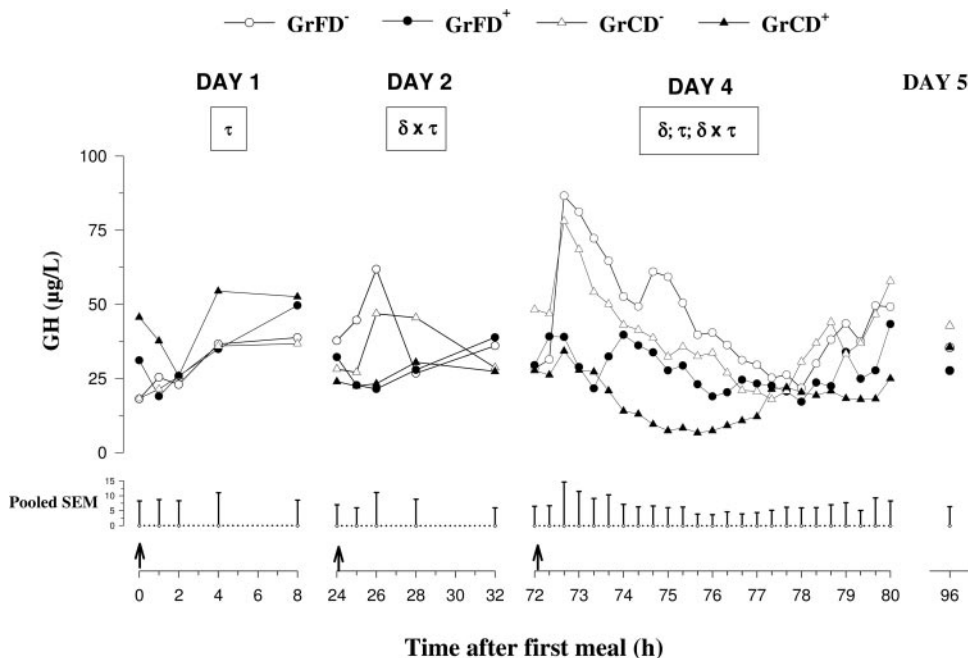 GrFD⁻ GrFD⁺ GrCD⁻ GrCD⁺
DAY 1 DAY 2 DAY 4 DAY 5
τ δ x τ δ; τ; δ x τ
100
75
50
25
0
GH (µg/L)
Pooled SEM
15
10
5
0
0 2 4 6 8 24 26 28 30 32 72 73 74 75 76 77 78 79 80 96
Time after first meal (h)